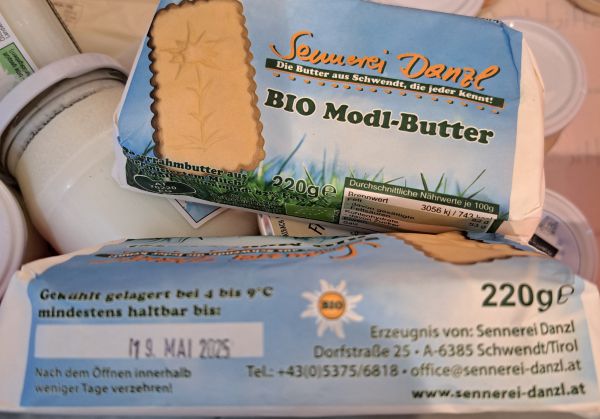 Sennerei Danzl
Die Butter aus Schwendt, die jeder kennt!
BIO Modl-Butter
220g e
Durchschnittliche Nährwerte je 100g
Brennwert 3056 kj / 743
Gekühlt gelagert bei 4 bis 9°C
mindestens haltbar bis:
19. MAI 2025
Nach dem Öffnen innerhalb
weniger Tage verzehren!
BIO
220g e
Erzeugnis von: Sennerei Danzl
Dorfstraße 25 • A-6385 Schwendt/Tirol
Tel.: +43(0)5375/6818 • office@sennerei-danzl.at
www.sennerei-danzl.at